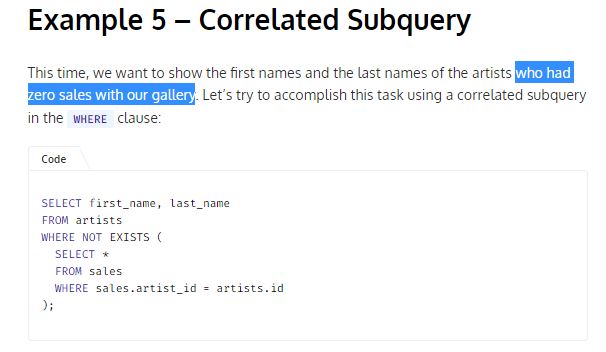 Example 5 – Correlated Subquery
This time, we want to show the first names and the last names of the artists who had
zero sales with our gallery. Let’s try to accomplish this task using a correlated subquery
in the WHERE clause:
Code
SELECT first_name, last_name
FROM artists
WHERE NOT EXISTS (
  SELECT *
  FROM sales
  WHERE sales.artist_id = artists.id
);